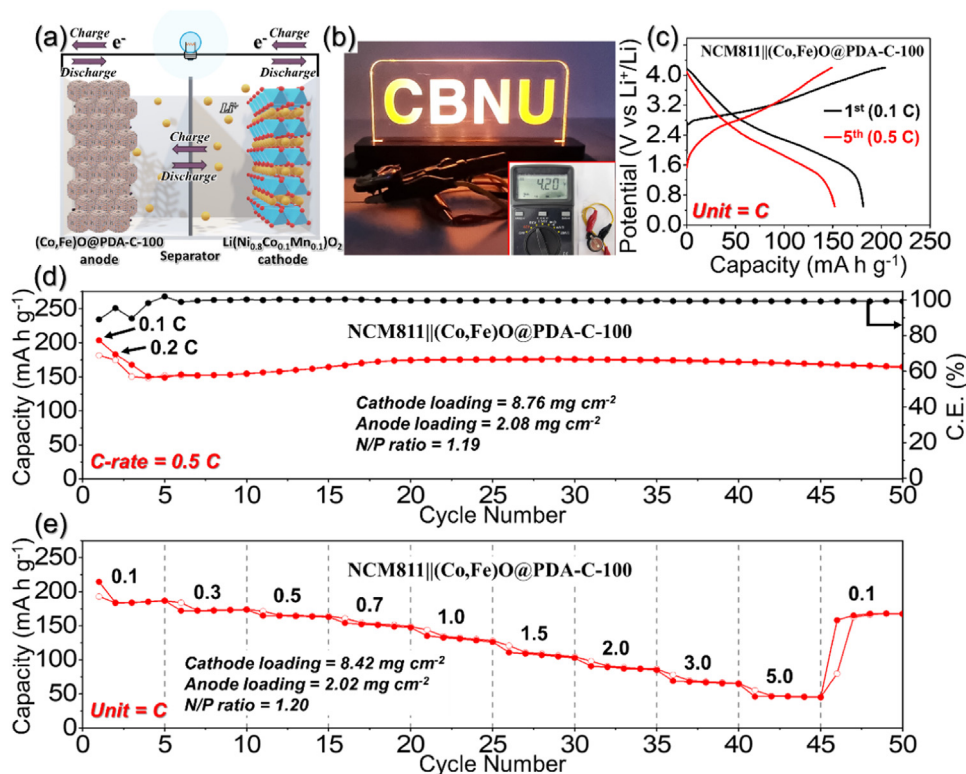 (a)
Charge
e-
e-
Charge
Discharge
Discharge
Li+
Charge
Discharge
(Co,Fe)O@PDA-C-100
anode
Separator
Li(Ni0.8Co0.1Mn0.1)O2
cathode
(b)
CBNU
4.20
(c)
NCM811||(Co,Fe)O@PDA-C-100
1st (0.1 C)
5th (0.5 C)
Unit = C
Potential (V vs Li+/Li)
4.0
3.2
2.4
1.6
0.8
0.0
0 50 100 150 200 250
Capacity (mA h g-1)
(d)
0.1 C
0.2 C
NCM811||(Co,Fe)O@PDA-C-100
Cathode loading = 8.76 mg cm-2
Anode loading = 2.08 mg cm-2
N/P ratio = 1.19
C-rate = 0.5 C
Capacity (mA h g-1)
250
200
150
100
50
0
C.E. (%)
100
80
60
40
20
0
0 5 10 15 20 25 30 35 40 45 50
Cycle Number
(e)
NCM811||(Co,Fe)O@PDA-C-100
0.1
0.3
0.5
0.7
1.0
1.5
2.0
3.0
5.0
0.1
Cathode loading = 8.42 mg cm-2
Anode loading = 2.02 mg cm-2
N/P ratio = 1.20
Unit = C
Capacity (mA h g-1)
250
200
150
100
50
0
0 5 10 15 20 25 30 35 40 45 50
Cycle Number